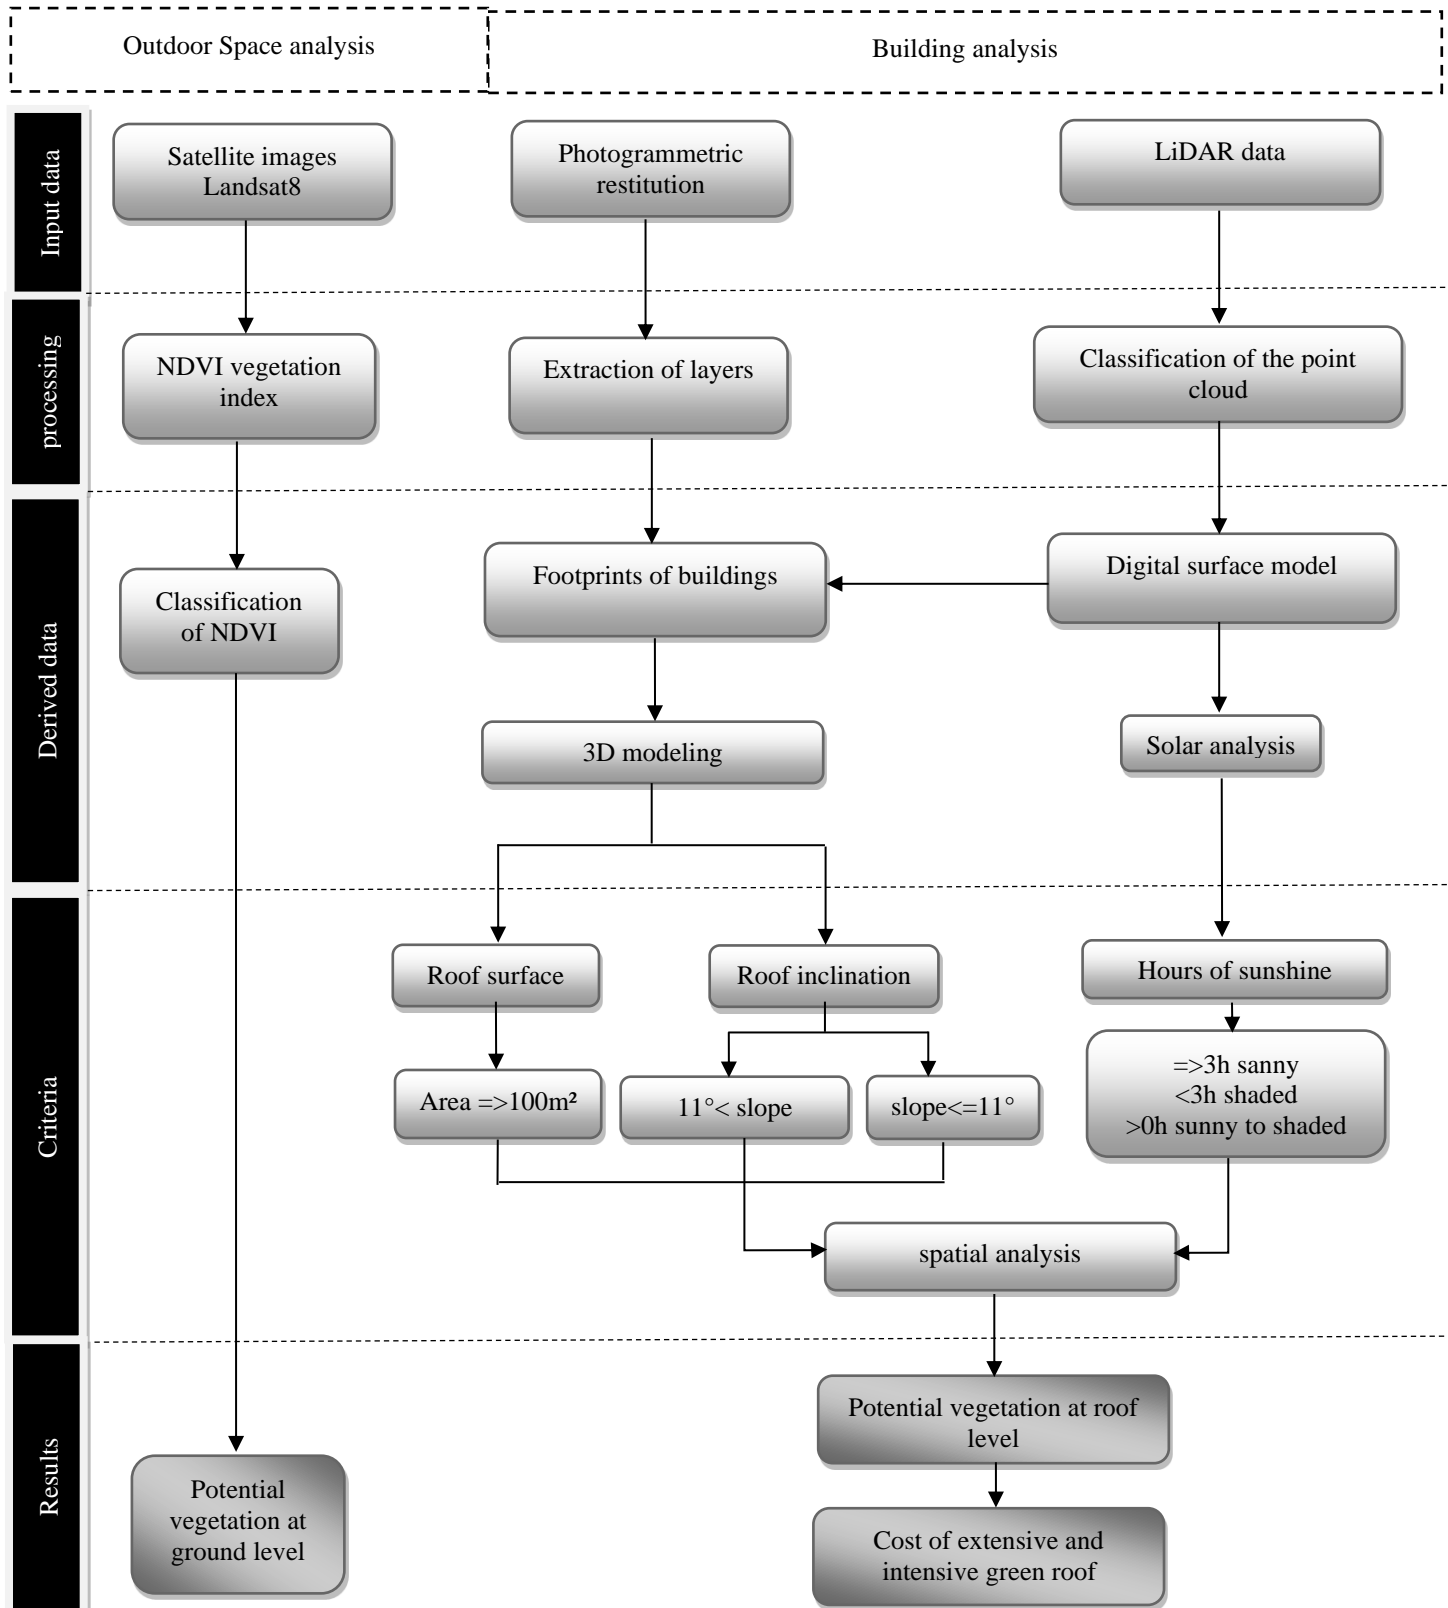 Outdoor Space analysis
Building analysis
Input data
Satellite images
Landsat8
Photogrammetric
restitution
LiDAR data
processing
NDVI vegetation
index
Extraction of layers
Classification of the point
cloud
Derived data
Classification
of NDVI
Footprints of buildings
Digital surface model
3D modeling
Solar analysis
Criteria
Roof surface
Roof inclination
Hours of sunshine
Area =>100m²
11°< slope
slope<=11°
=>3h sanny
<3h shaded
>0h sunny to shaded
spatial analysis
Results
Potential
vegetation at
ground level
Potential vegetation at roof
level
Cost of extensive and
intensive green roof